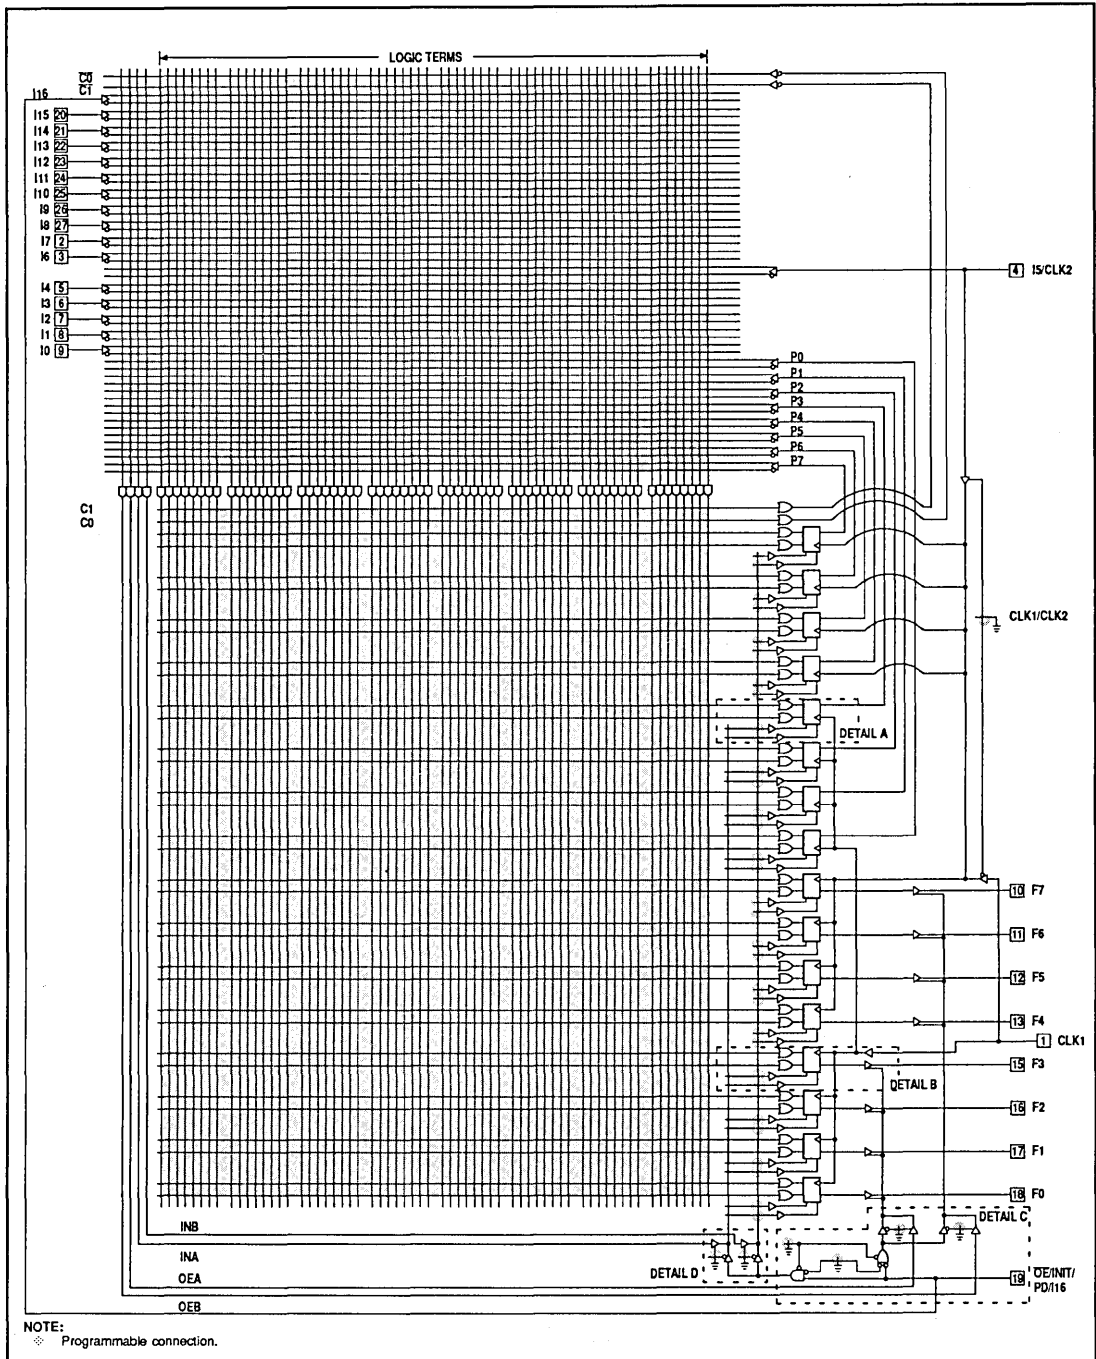 LOGIC TERMS
C0
C1
I16
I15 20
I14 21
I13 22
I12 23
I11 24
I10 25
I9 26
I8 27
I7 2
I6 3
4 I5/CLK2
I4 5
I3 6
I2 7
I1 8
I0 9
P0
P1
P2
P3
P4
P5
P6
P7
C1
C0
CLK1/CLK2
DETAIL A
10 F7
11 F6
12 F5
13 F4
1 CLK1
15 F3
DETAIL B
16 F2
17 F1
18 F0
DETAIL C
INB
INA
DETAIL D
OEA
19 OE/INIT/
PD/I16
OEB
NOTE:
Programmable connection.